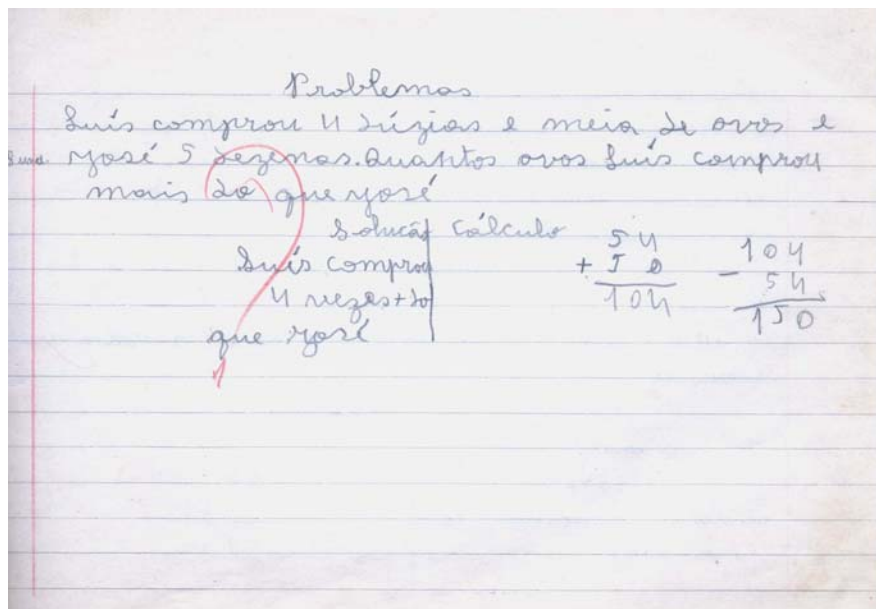 Problemas
Luís comprou 4 dúzias e meia de ovos e
José 5 dezenas. Quantos ovos Luís comprou
mais do que José
Solução Cálculo
Luís comprou
4 vezes + do
que José
54
+ 50
104
104
- 54
150